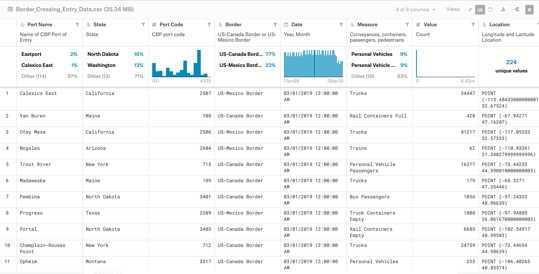 Border_Crossing_Entry_Data.csv (35.34 MB)
8 of 8 columns
Views
Port Name
State
Port Code
Border
Date
Measure
Value
Location
Name of CBP Port of Entry
State
CBP port code
US-Canada Border or US-Mexico Border
Year, Month
Conveyances, containers, passengers, pedestrians
Count
Longitude and Latitude Location
Eastport 2%
Calexico East 1%
Other (114) 97%
North Dakota 16%
Washington 13%
Other (13) 71%
101
US-Canada Bord... 77%
US-Mexico Bord... 23%
Personal Vehicles 9%
Personal Vehicle ... 9%
Other (10) 83%
0
4.45m
224
unique values
1 Calexico East California 2507 US-Mexico Border 03/01/2019 12:00:00 AM Trucks 34447 POINT (-115.48433000000001 32.67524)
2 Van Buren Maine 108 US-Canada Border 03/01/2019 12:00:00 AM Rail Containers Full 428 POINT (-67.94271 47.16207)
3 Otay Mesa California 2506 US-Mexico Border 03/01/2019 12:00:00 AM Trucks 81217 POINT (-117.05333 32.57333)
4 Nogales Arizona 2604 US-Mexico Border 03/01/2019 12:00:00 AM Trains 62 POINT (-110.93361 31.340279999999996)
5 Trout River New York 715 US-Canada Border 03/01/2019 12:00:00 AM Personal Vehicle Passengers 16377 POINT (-73.44253 44.990010000000005)
6 Madawaska Maine 109 US-Canada Border 03/01/2019 12:00:00 AM Trucks 179 POINT (-68.3271 47.35446)
7 Pembina North Dakota 3401 US-Canada Border 03/01/2019 12:00:00 AM Bus Passengers 1054 POINT (-97.24333 48.96639)
8 Progreso Texas 2309 US-Mexico Border 03/01/2019 12:00:00 AM Truck Containers Empty 1808 POINT (-97.94889 26.061670000000003)
9 Portal North Dakota 3403 US-Canada Border 03/01/2019 12:00:00 AM Rail Containers Empty 6685 POINT (-102.54917 48.99583)
10 Champlain-Rouses Point New York 712 US-Canada Border 03/01/2019 12:00:00 AM Trucks 24759 POINT (-73.44694 44.98639)
11 Opheim Montana 3317 US-Canada Border 03/01/2019 12:00:00 AM Personal Vehicles 235 POINT (-106.40265 48.85574)